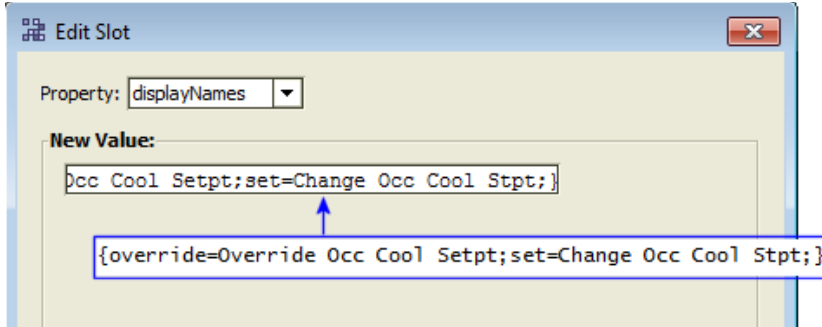 Edit Slot
Property: displayNames
New Value:
Occ Cool Setpt;set=Change Occ Cool Stpt;}
{override=Override Occ Cool Setpt;set=Change Occ Cool Stpt;}